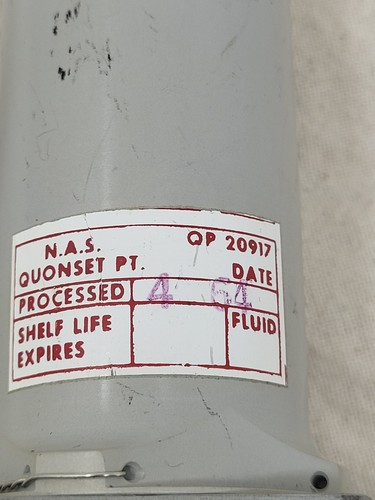 N.A.S. QP 20917
QUONSET PT. DATE
PROCESSED 4 64
SHELF LIFE FLUID
EXPIRES